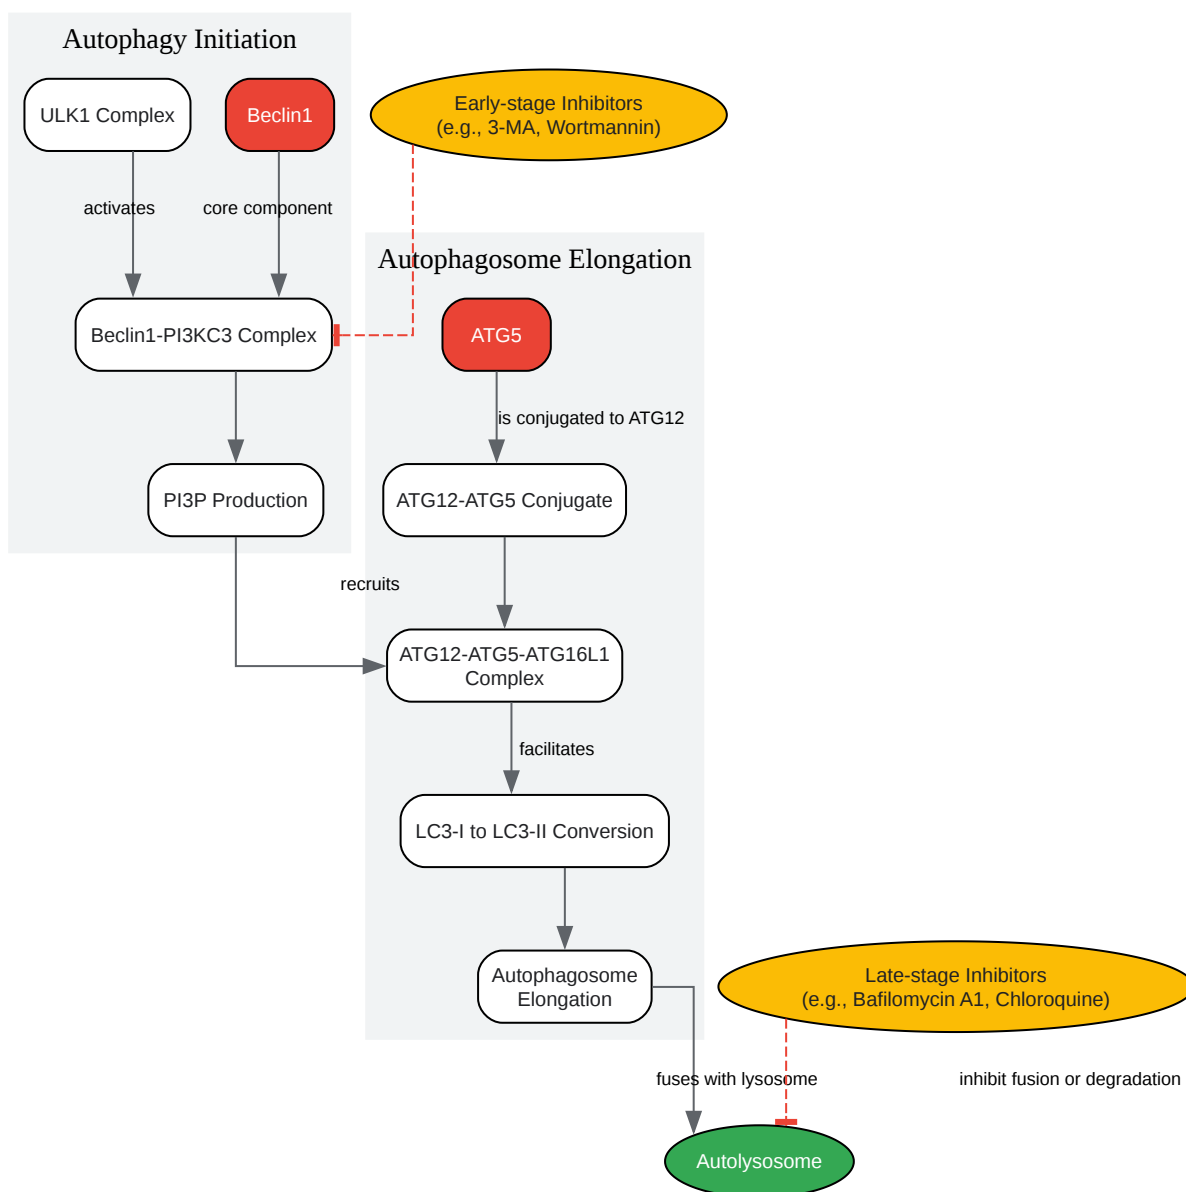 Autophagy Initiation
ULK1 Complex
Beclin1
Early-stage Inhibitors
(e.g., 3-MA, Wortmannin)
activates
core component
Autophagosome Elongation
Beclin1-PI3KC3 Complex
ATG5
is conjugated to ATG12
PI3P Production
ATG12-ATG5 Conjugate
recruits
ATG12-ATG5-ATG16L1
Complex
facilitates
LC3-I to LC3-II Conversion
Autophagosome
Elongation
Late-stage Inhibitors
(e.g., Bafilomycin A1, Chloroquine)
fuses with lysosome
inhibit fusion or degradation
Autolysosome